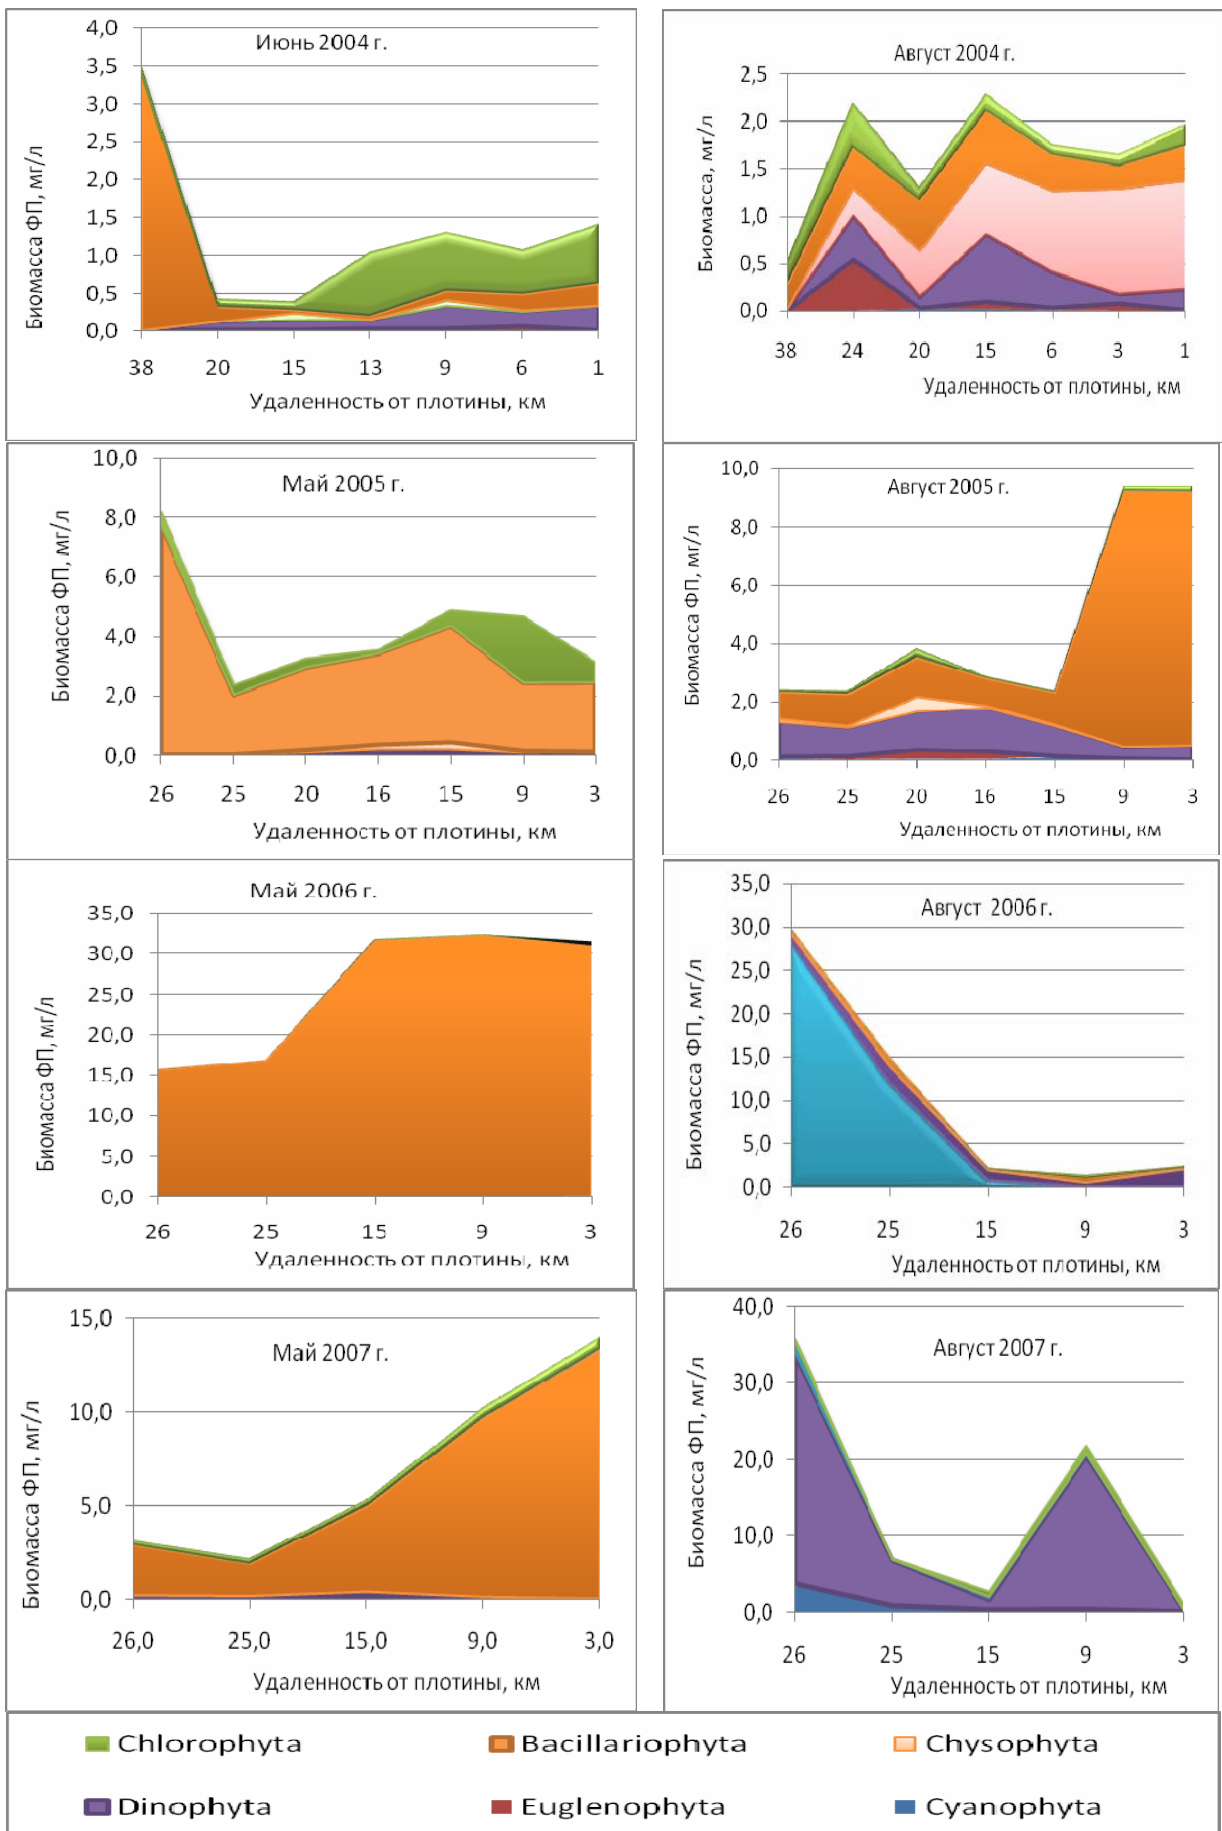 Июнь 2004 г.
Биомасса ФП, мг/л
4,0
3,5
3,0
2,5
2,0
1,5
1,0
0,5
0,0
38 20 15 13 9 6 1
Удаленность от плотины, км
Август 2004 г.
Биомасса, мг/л
2,5
2,0
1,5
1,0
0,5
0,0
38 24 20 15 6 3 1
Удаленность от плотины, км
Май 2005 г.
Биомасса ФП, мг/л
10,0
8,0
6,0
4,0
2,0
0,0
26 25 20 16 15 9 3
Удаленность от плотины, км
Август 2005 г.
Биомасса ФП, мг/л
10,0
8,0
6,0
4,0
2,0
0,0
26 25 20 16 15 9 3
Удаленность от плотины, км
Май 2006 г.
Биомасса ФП, мг/л
35,0
30,0
25,0
20,0
15,0
10,0
5,0
0,0
26 25 15 9 3
Удаленность от плотины, км
Август 2006 г.
Биомасса ФП, мг/л
35,0
30,0
25,0
20,0
15,0
10,0
5,0
0,0
26 25 15 9 3
Удаленность от плотины, км
Май 2007 г.
Биомасса ФП, мг/л
15,0
10,0
5,0
0,0
26,0 25,0 15,0 9,0 3,0
Удаленность от плотины, км
Август 2007 г.
Биомасса ФП, мг/л
40,0
30,0
20,0
10,0
0,0
26 25 15 9 3
Удаленность от плотины, км
Chlorophyta Bacillariophyta Chysophyta
Dinophyta Euglenophyta Cyanophyta